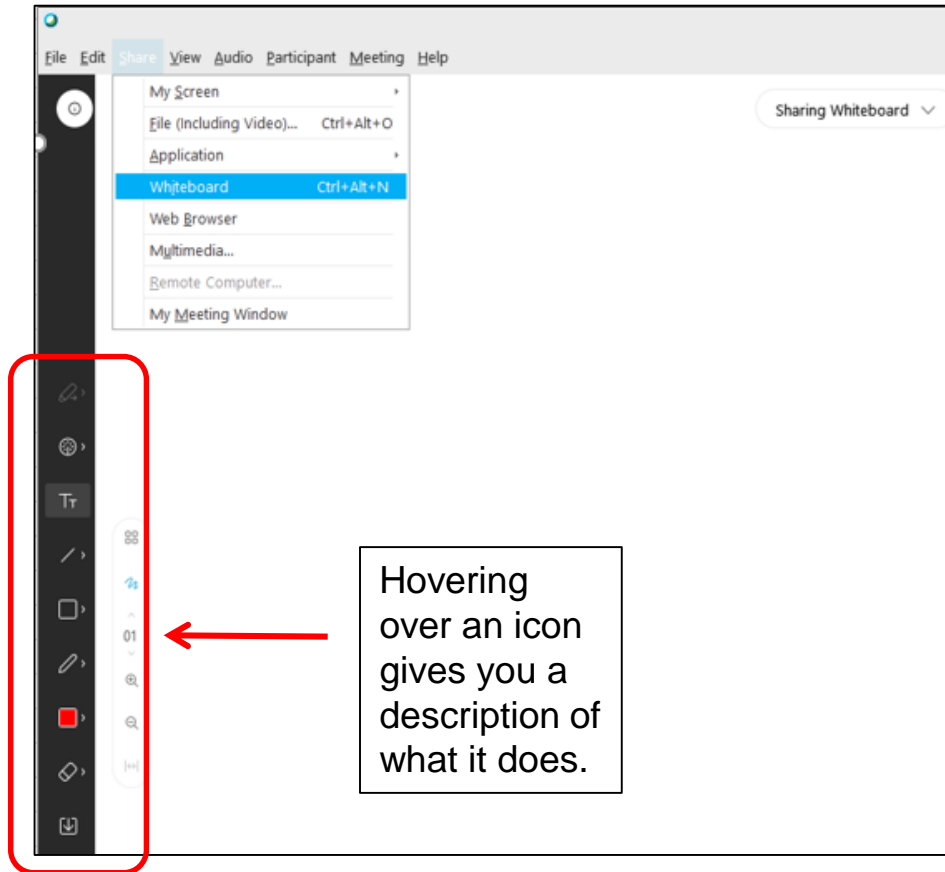 File Edit Share View Audio Participant Meeting Help
My Screen
File (Including Video)... Ctrl+Alt+O
Application
Whiteboard Ctrl+Alt+N
Web Browser
Multimedia...
Remote Computer...
My Meeting Window
Sharing Whiteboard
TT
01
Hovering
over an icon
gives you a
description of
what it does.